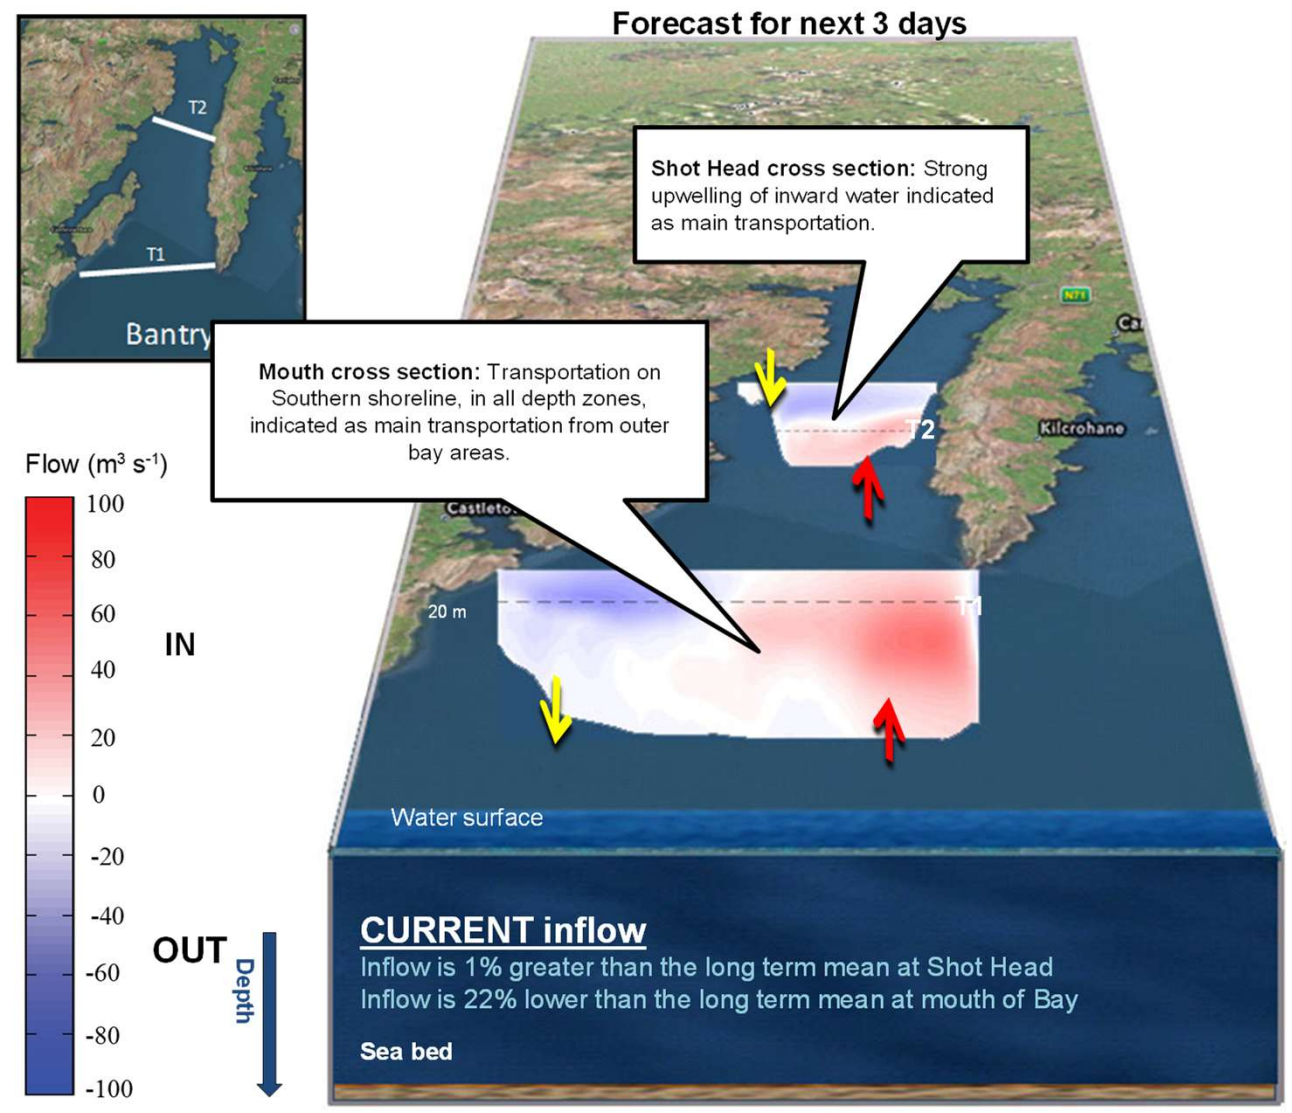 Forecast for next 3 days
T2
T1
Bantry
Shot Head cross section: Strong
upwelling of inward water indicated
as main transportation.
N71
Ca
Mouth cross section: Transportation on
Southern shoreline, in all depth zones,
indicated as main transportation from outer
bay areas.
T2
Kilcrohane
Castleto
Flow (m³ s⁻¹)
100
80
60
40
20
0
-20
-40
-60
-80
-100
IN
OUT
Depth
20 m
T1
Water surface
CURRENT inflow
Inflow is 1% greater than the long term mean at Shot Head
Inflow is 22% lower than the long term mean at mouth of Bay
Sea bed